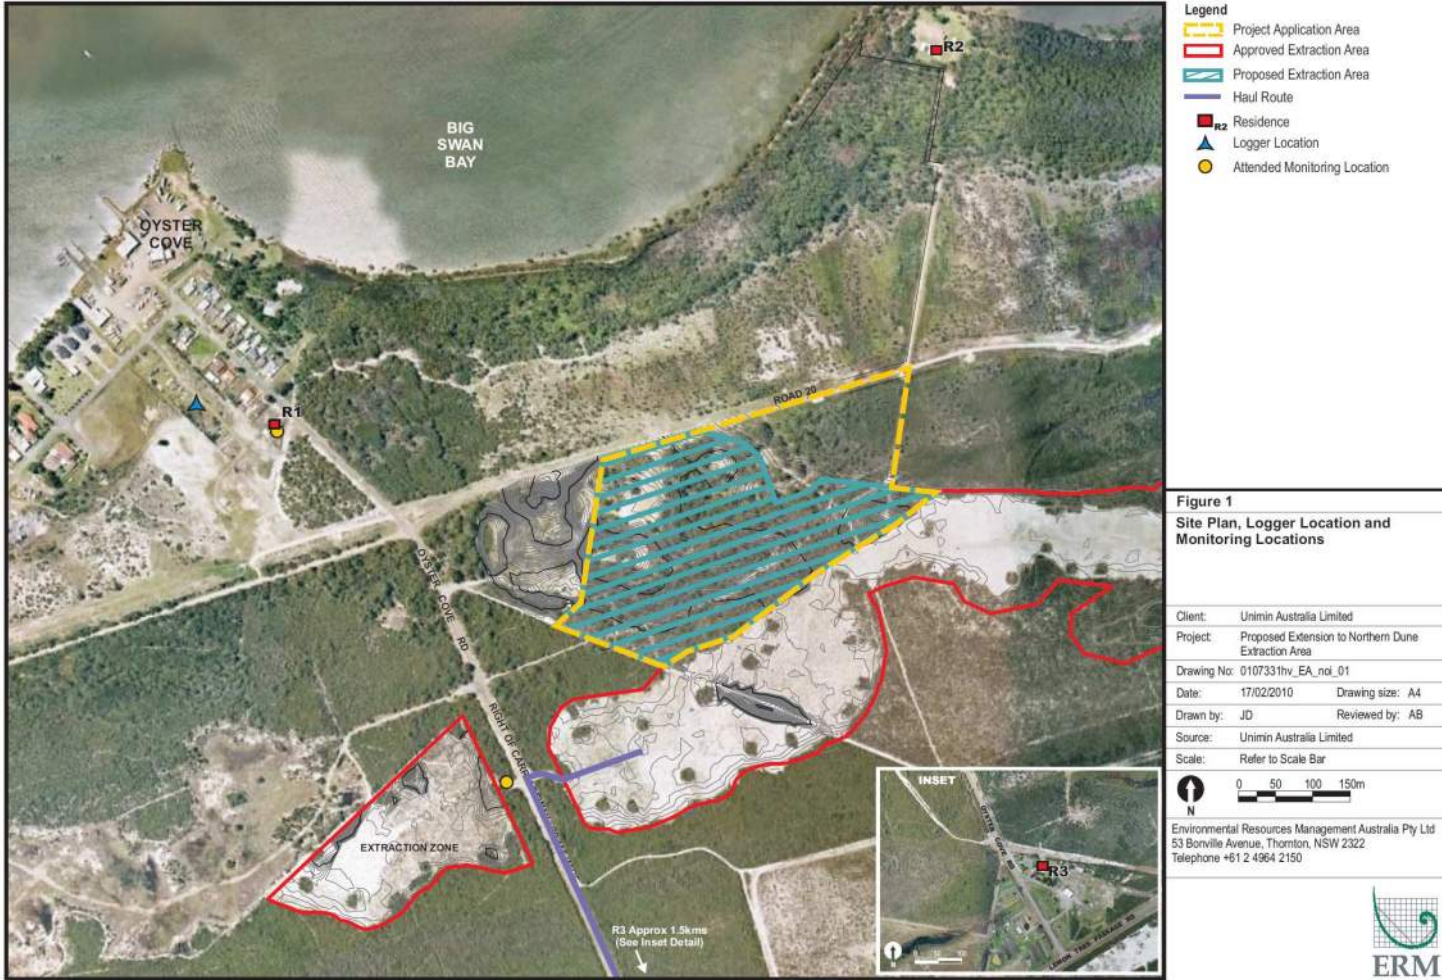 R2
BIG
SWAN
BAY
OYSTER
COVE
R1
ROAD 20
OYSTER COVE RD
RIGHT OF
EXTRACTION ZONE
R3 Approx 1.5kms
(See Inset Detail)
INSET
OYSTER COVE RD
R3
LEMON TREE PASSAGE RD
N
Legend
Project Application Area
Approved Extraction Area
Proposed Extraction Area
Haul Route
R2 Residence
Logger Location
Attended Monitoring Location
Figure 1
Site Plan, Logger Location and
Monitoring Locations
Client: Unimin Australia Limited
Project: Proposed Extension to Northern Dune
Extraction Area
Drawing No: 0107331hv_EA_noi_01
Date: 17/02/2010 Drawing size: A4
Drawn by: JD Reviewed by: AB
Source: Unimin Australia Limited
Scale: Refer to Scale Bar
N
0 50 100 150m
Environmental Resources Management Australia Pty Ltd
53 Bonville Avenue, Thornton, NSW 2322
Telephone +61 2 4964 2150
ERM